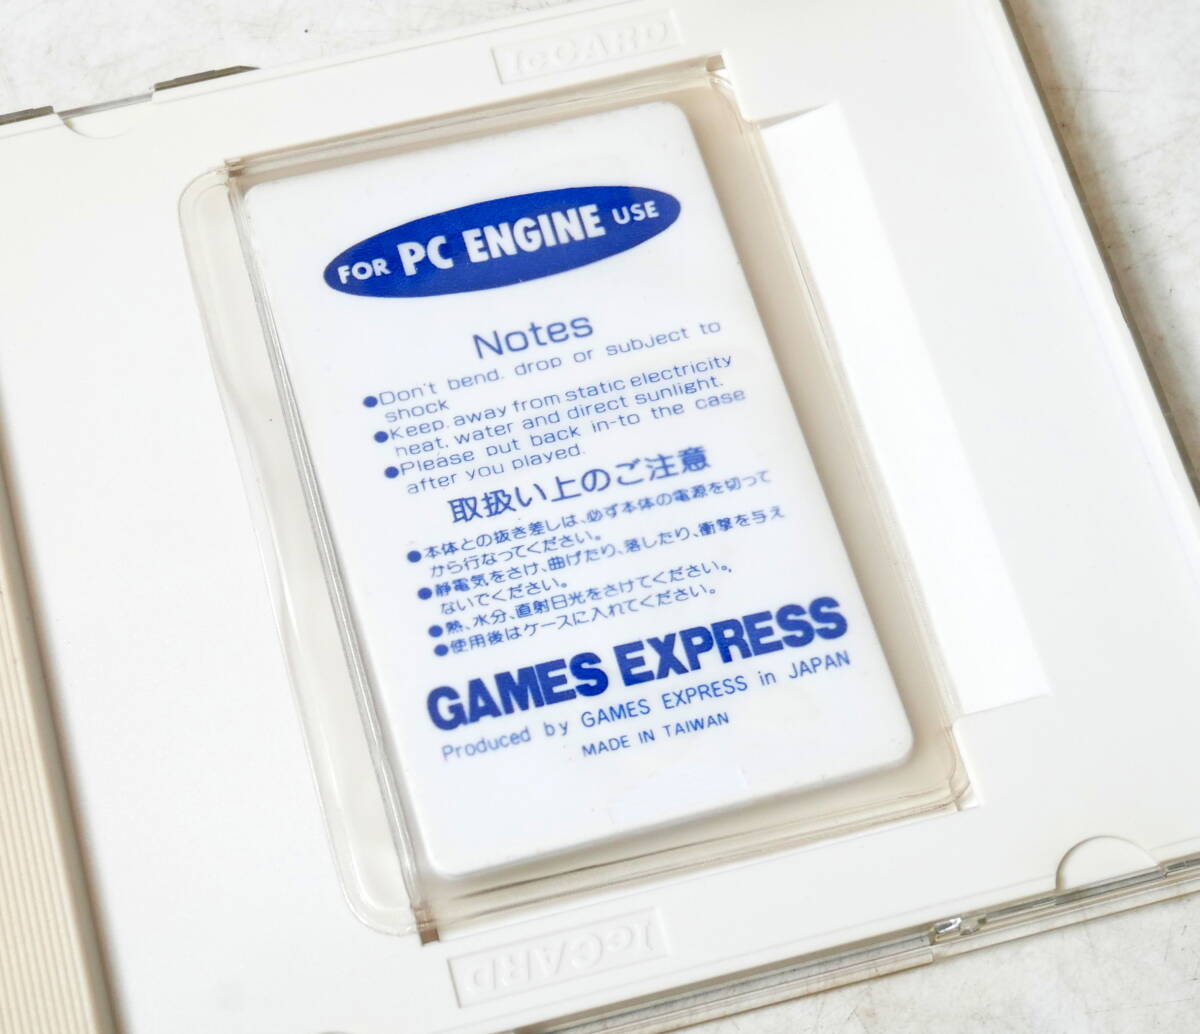 IcCARD
FOR PC ENGINE USE
Notes
●Don't bend, drop or subject to
shock
●Keep, away from static electricity
heat, water and direct sunlight.
●Please put back in-to the case
after you played.
取扱い上のご注意
●本体との抜き差しは、必ず本体の電源を切って
から行なってください。
●静電気をさけ、曲げたり、落したり、衝撃を与え
ないでください。
●熱、水分、直射日光をさけてください。
●使用後はケースに入れてください。
GAMES EXPRESS
Produced by GAMES EXPRESS in JAPAN
MADE IN TAIWAN
IcCARD